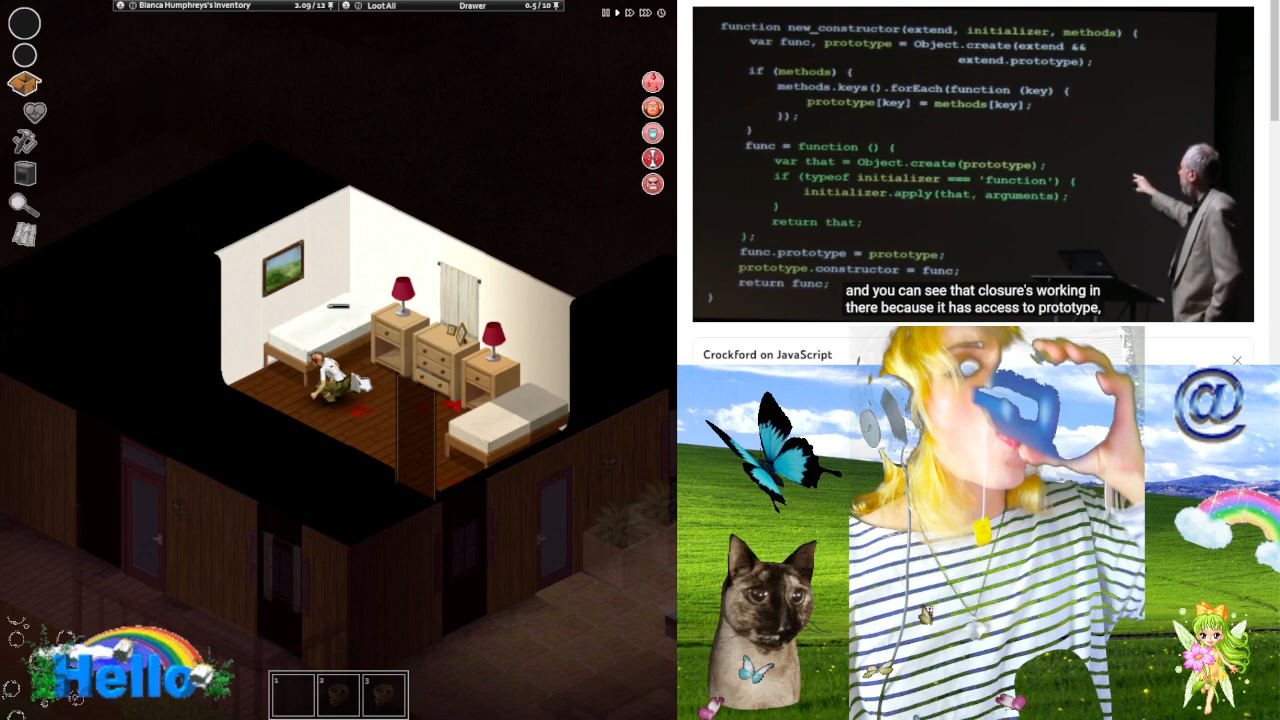 Bianca Humphreys's Inventory 2.09 / 12 Loot All Drawer 0.5 / 10
function new_constructor(extend, initializer, methods) {
var func, prototype = Object.create(extend &&
extend.prototype);
if (methods) {
methods.keys().forEach(function (key) {
prototype[key] = methods[key];
});
}
func = function () {
var that = Object.create(prototype);
if (typeof initializer === 'function') {
initializer.apply(that, arguments);
}
return that;
};
func.prototype = prototype;
prototype.constructor = func;
return func;
}
and you can see that closure's working in
there because it has access to prototype,
Crockford on JavaScript
@
Hello
1 2 3